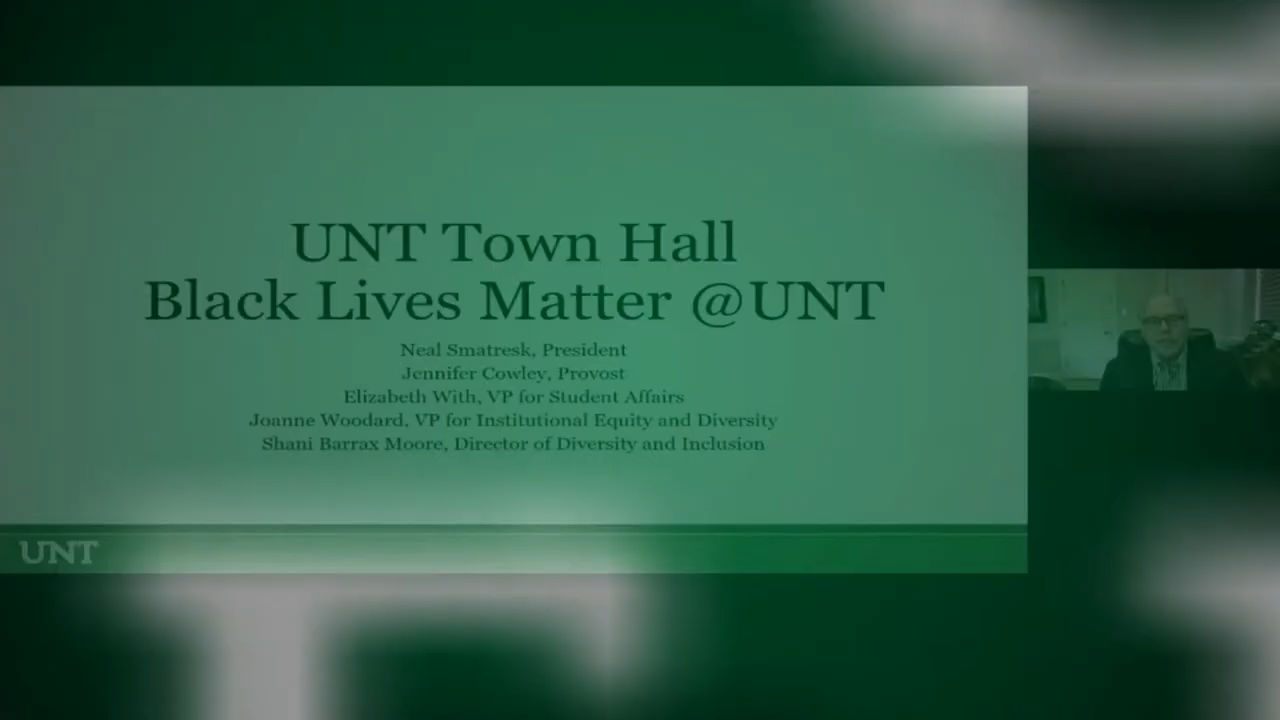 UNT Town Hall
Black Lives Matter @UNT
Neal Smatresk, President
Jennifer Cowley, Provost
Elizabeth With, VP for Student Affairs
Joanne Woodard, VP for Institutional Equity and Diversity
Shani Barrax Moore, Director of Diversity and Inclusion
UNT